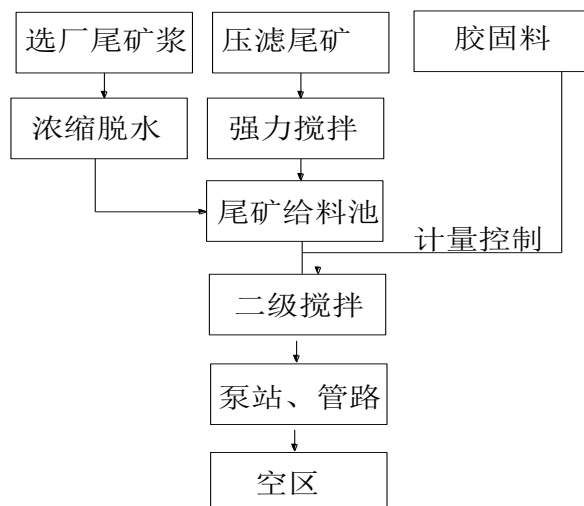 选厂尾矿浆
压滤尾矿
胶固料
浓缩脱水
强力搅拌
尾矿给料池
计量控制
二级搅拌
泵站、管路
空区